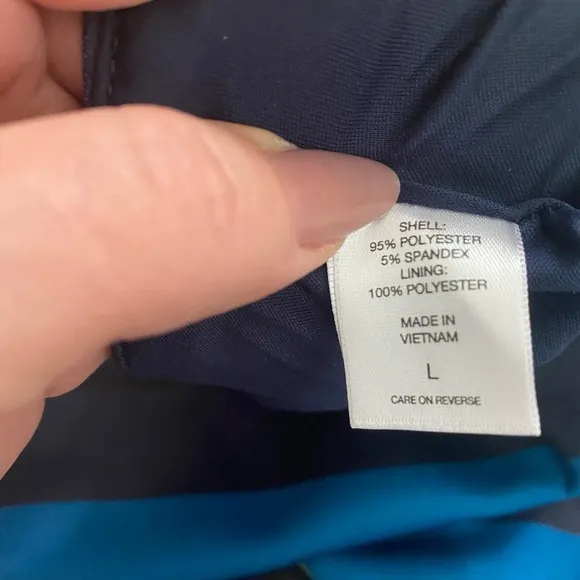 SHELL:
95% POLYESTER
5% SPANDEX
LINING:
100% POLYESTER
MADE IN
VIETNAM
L
CARE ON REVERSE